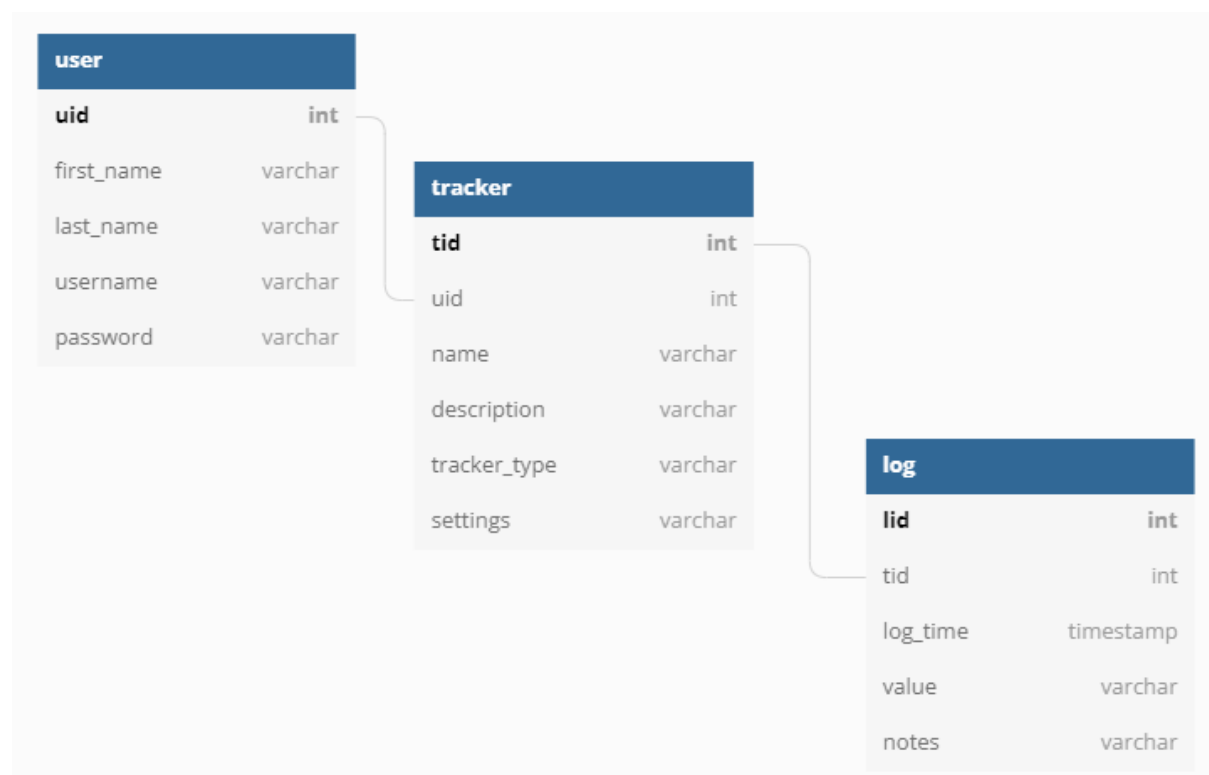 user
uid int
first_name varchar
last_name varchar
username varchar
password varchar
tracker
tid int
uid int
name varchar
description varchar
tracker_type varchar
settings varchar
log
lid int
tid int
log_time timestamp
value varchar
notes varchar